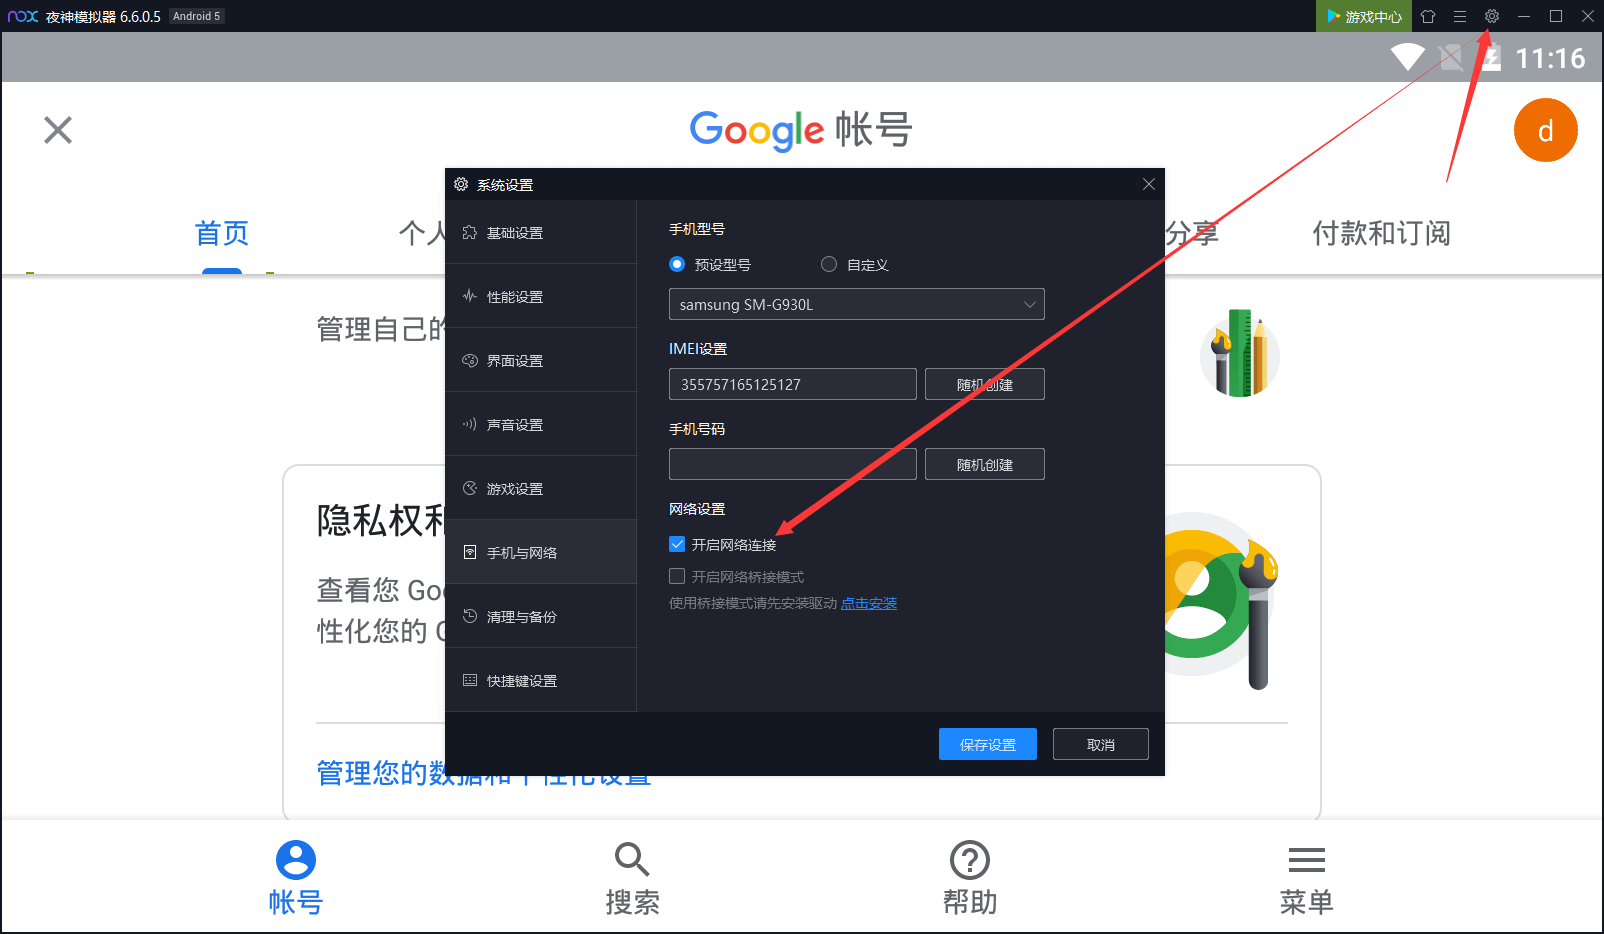 nox 夜神模拟器 6.6.0.5 Android 5
游戏中心
11:16
Google 帐号
d
首页
个人
分享
付款和订阅
管理自己的
隐私权和
查看您 Goo
性化您的
管理您的数据和个性化设置
系统设置
基础设置
性能设置
界面设置
声音设置
游戏设置
手机与网络
清理与备份
快捷键设置
手机型号
预设型号 自定义
samsung SM-G930L
IMEI设置
355757165125127 随机创建
手机号码
随机创建
网络设置
开启网络连接
开启网络桥接模式
使用桥接模式请先安装驱动 点击安装
保存设置 取消
帐号 搜索 帮助 菜单